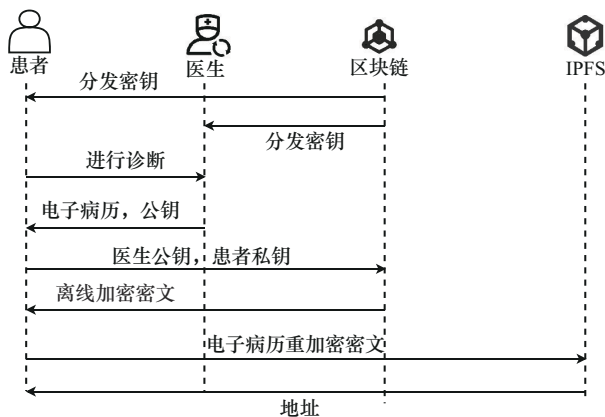 患者
医生
区块链
IPFS
分发密钥
分发密钥
进行诊断
电子病历，公钥
医生公钥，患者私钥
离线加密密文
电子病历重加密密文
地址